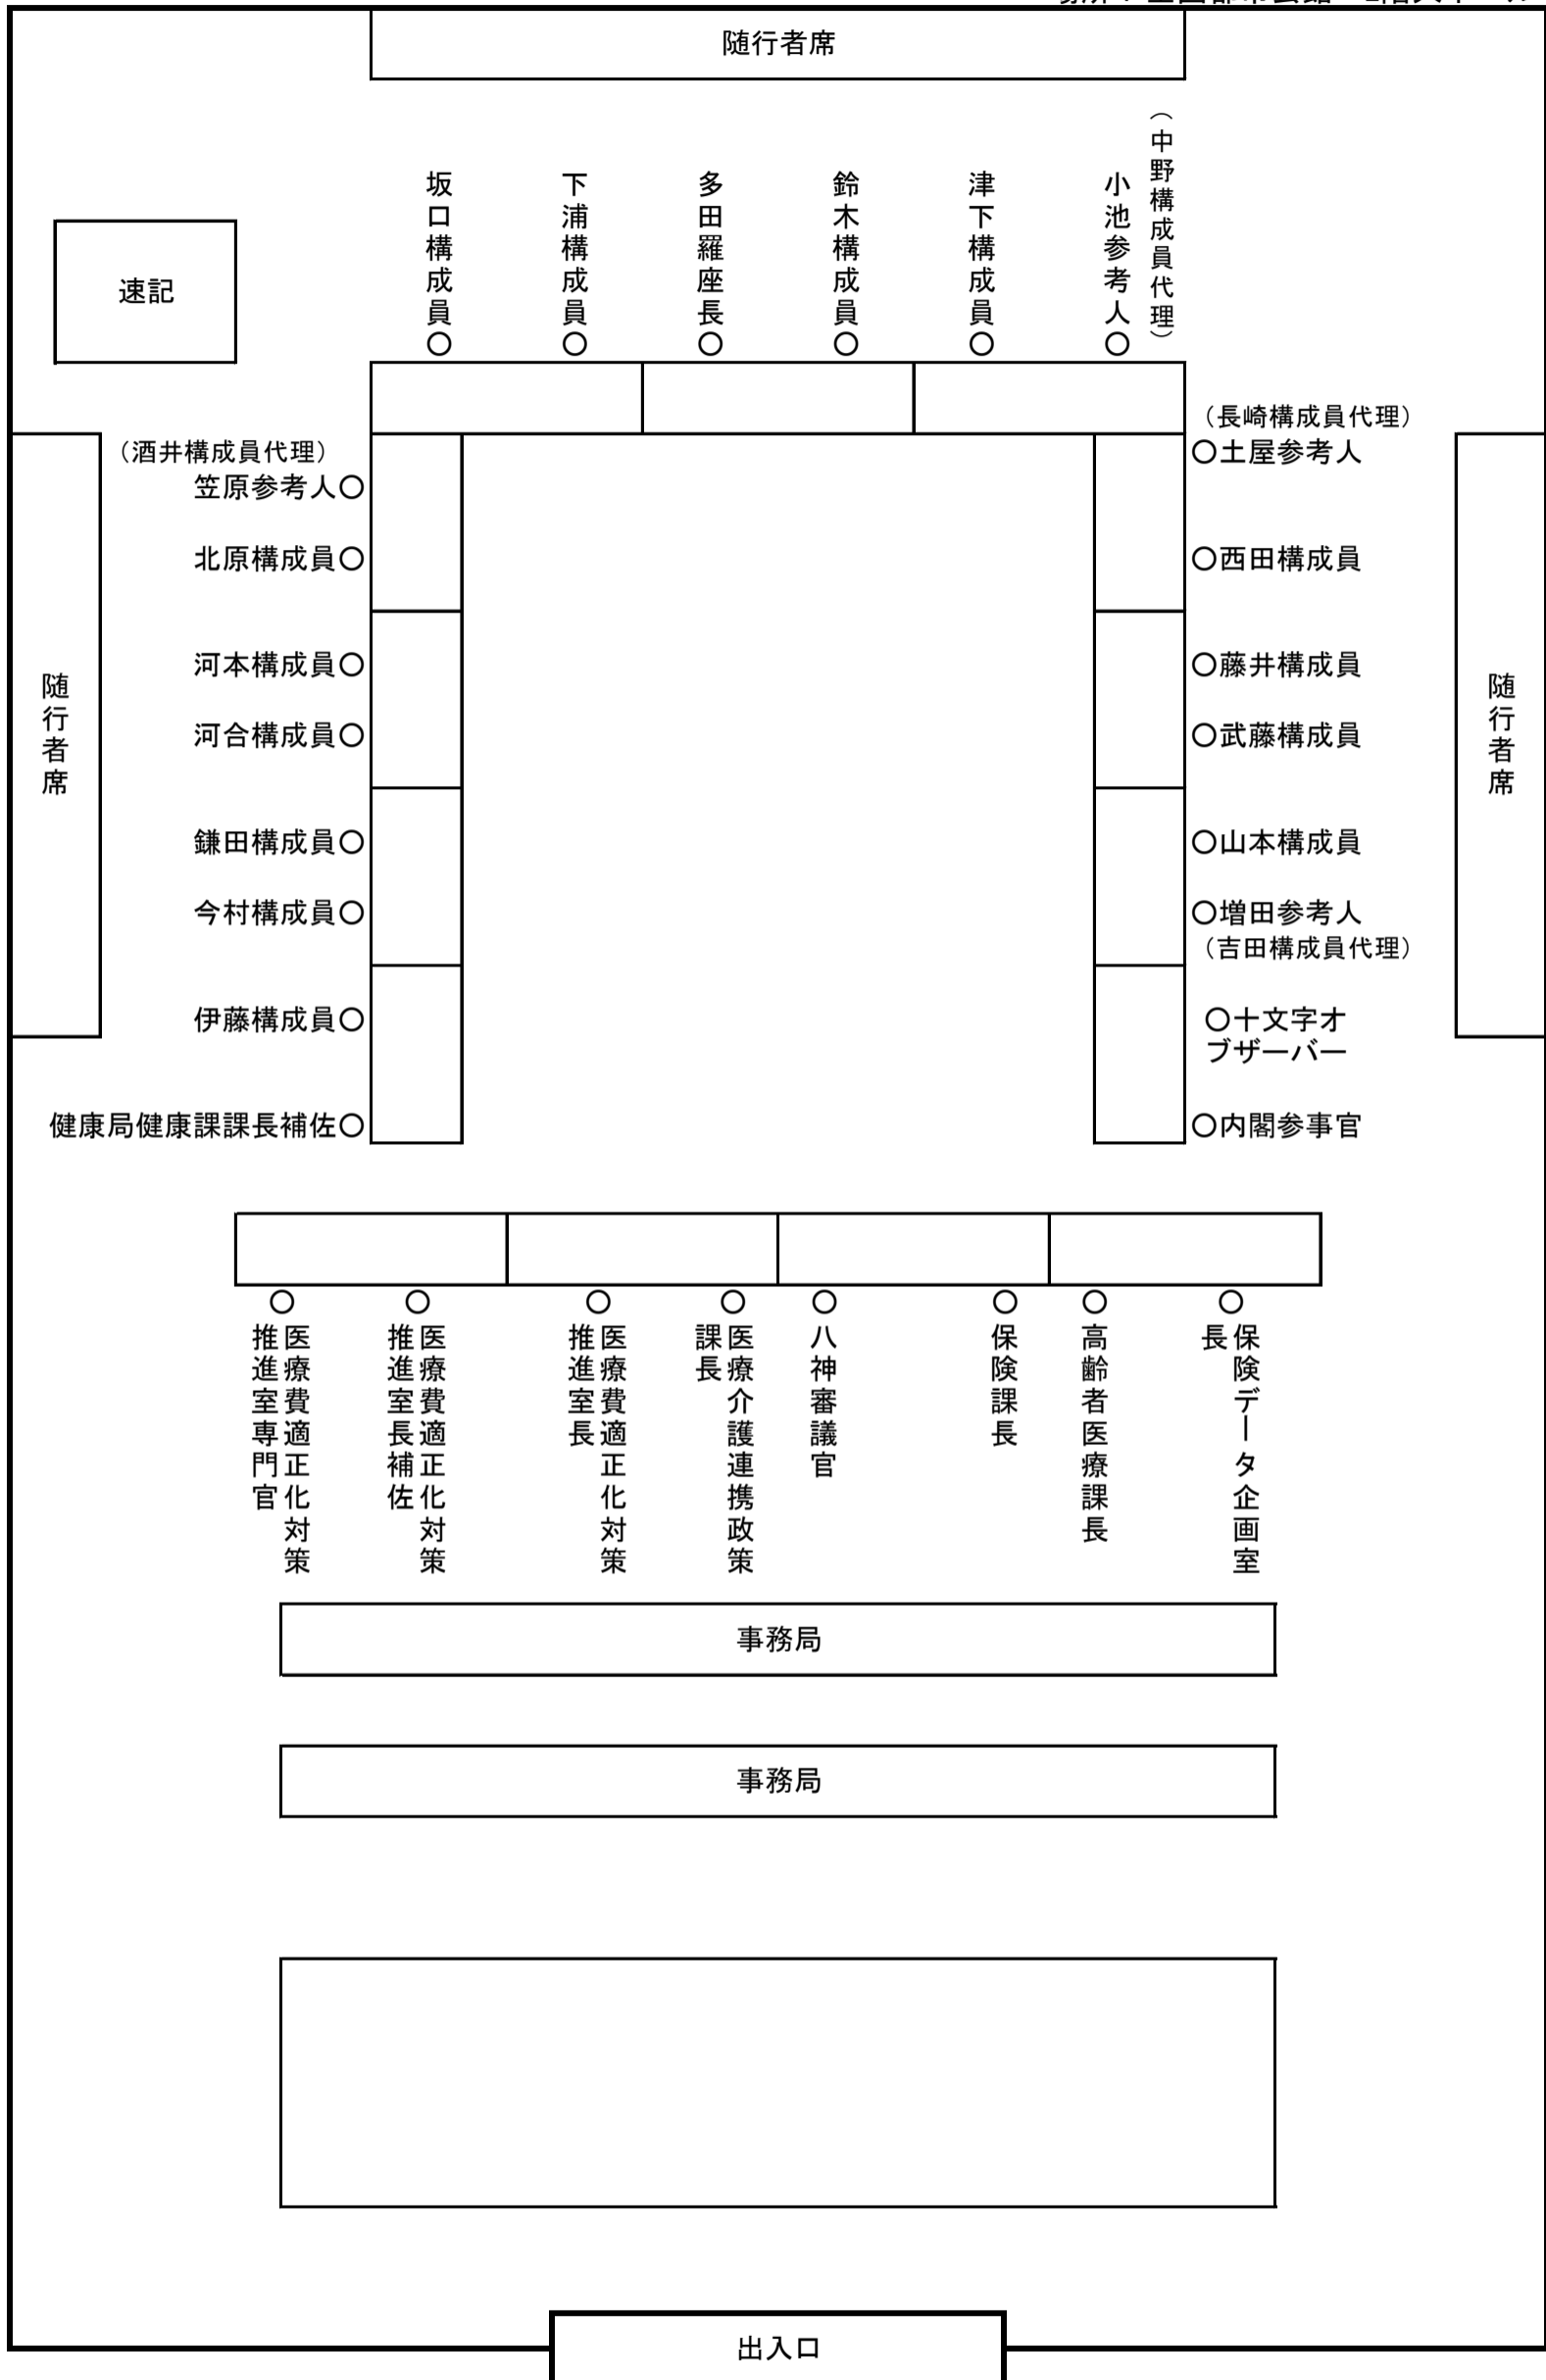 随行者席
坂口構成員○
下浦構成員○
多田羅座長○
鈴木構成員○
津下構成員○
小池参考人○
（中野構成員代理）
速記
（酒井構成員代理）
笠原参考人○
北原構成員○
河本構成員○
河合構成員○
鎌田構成員○
今村構成員○
伊藤構成員○
健康局健康課課長補佐○
随行者席
（長崎構成員代理）
○土屋参考人
○西田構成員
○藤井構成員
○武藤構成員
○山本構成員
○増田参考人
（吉田構成員代理）
○十文字オ
ブザーバー
○内閣参事官
随行者席
○
医療費適正化対策
推進室専門官
○
医療費適正化対策
推進室長補佐
○
医療費適正化対策
推進室長
○
医療介護連携政策
課長
○
八神審議官
○
保険課長
○
高齢者医療課長
○
保険データ企画室
長
事務局
事務局
出入口